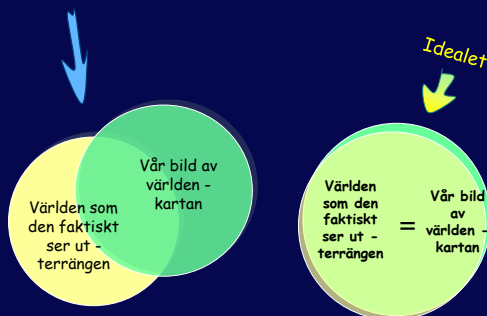 Idealet
Vår bild av
världen -
kartan
Världen som
den faktiskt
ser ut -
terrängen
Världen
som den
faktiskt
ser ut -
terrängen
=
Vår bild
av
världen -
kartan